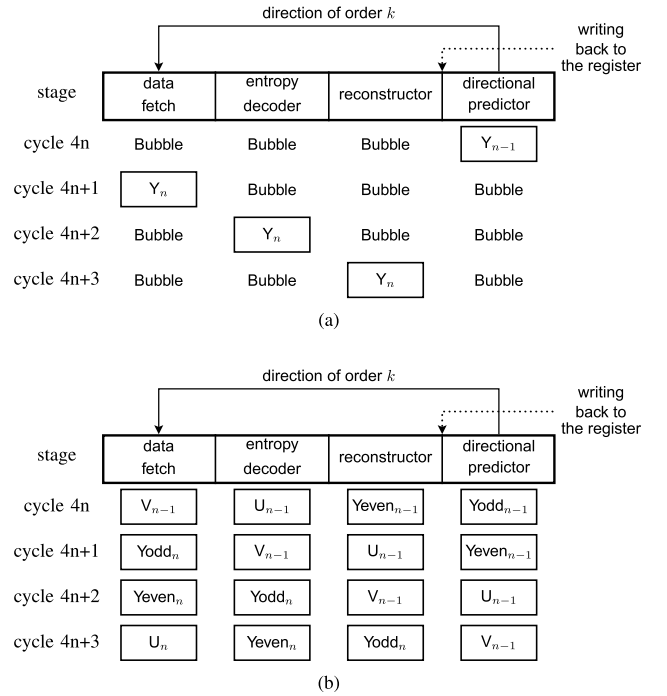 direction of order k
writing
back to
the register
stage
data fetch
entropy decoder
reconstructor
directional predictor
cycle 4n Bubble Bubble Bubble Yₙ₋₁
cycle 4n+1 Yₙ Bubble Bubble Bubble
cycle 4n+2 Bubble Yₙ Bubble Bubble
cycle 4n+3 Bubble Bubble Yₙ Bubble
(a)
direction of order k
writing
back to
the register
stage
data fetch
entropy decoder
reconstructor
directional predictor
cycle 4n Vₙ₋₁ Uₙ₋₁ Yevenₙ₋₁ Yoddₙ₋₁
cycle 4n+1 Yoddₙ Vₙ₋₁ Uₙ₋₁ Yevenₙ₋₁
cycle 4n+2 Yevenₙ Yoddₙ Vₙ₋₁ Uₙ₋₁
cycle 4n+3 Uₙ Yevenₙ Yoddₙ Vₙ₋₁
(b)